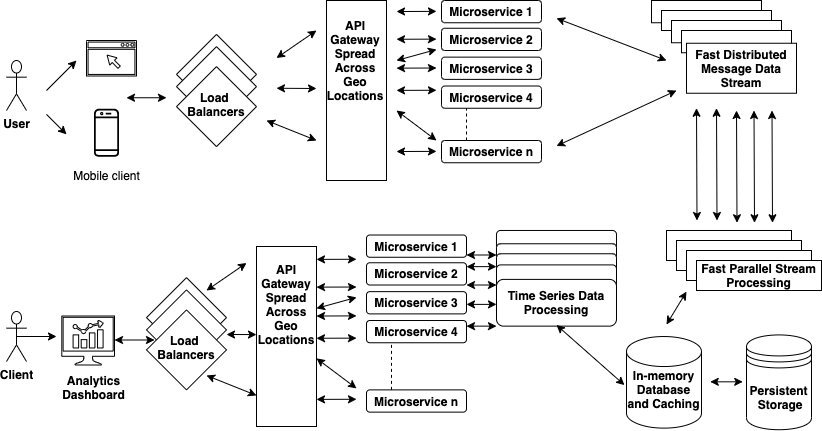 User
Mobile client
Load
Balancers
API
Gateway
Spread
Across
Geo
Locations
Microservice 1
Microservice 2
Microservice 3
Microservice 4
Microservice n
Fast Distributed
Message Data
Stream
Client
Analytics
Dashboard
Load
Balancers
API
Gateway
Spread
Across
Geo
Locations
Microservice 1
Microservice 2
Microservice 3
Microservice 4
Microservice n
Time Series Data
Processing
Fast Parallel Stream
Processing
In-memory
Database
and Caching
Persistent
Storage